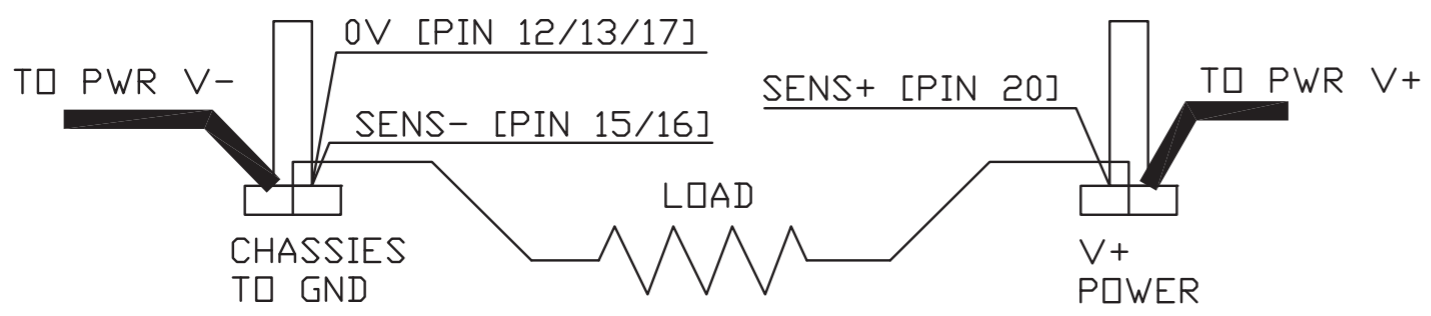 0V [PIN 12/13/17]
TO PWR V-
SENS- [PIN 15/16]
SENS+ [PIN 20]
TO PWR V+
LOAD
CHASSIES
TO GND
V+
POWER